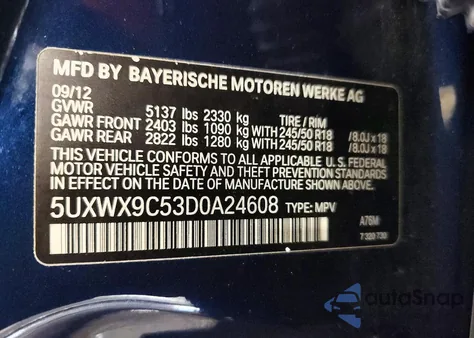 MFD BY BAYERISCHE MOTOREN WERKE AG
09/12
GVWR 5137 lbs 2330 kg TIRE / RIM
GAWR FRONT 2403 lbs 1090 kg WITH 245/50 R18 /8.0J x 18
GAWR REAR 2822 lbs 1280 kg WITH 245/50 R18 /8.0J x 18
THIS VEHICLE CONFORMS TO ALL APPLICABLE U.S. FEDERAL
MOTOR VEHICLE SAFETY, BUMPER, AND THEFT PREVENTION
STANDARDS IN EFFECT ON THE DATE OF MANUFACTURE SHOWN ABOVE.
5UXWX9C53D0A24608 TYPE: MPV
A76M
7 320 730
autoSnap